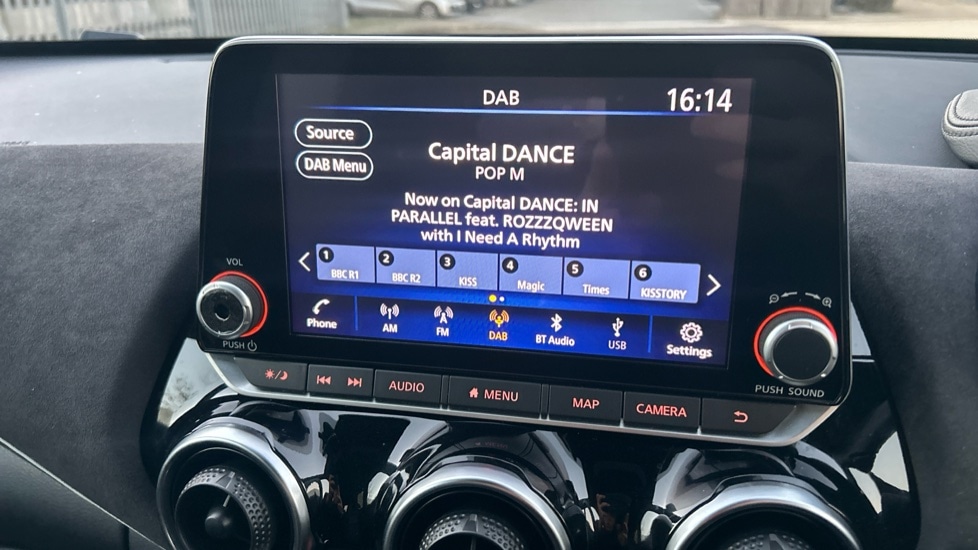 DAB
16:14
Source
DAB Menu
Capital DANCE
POP M
Now on Capital DANCE: IN
PARALLEL feat. ROZZZQWEEN
with I Need A Rhythm
1 BBC R1
2 BBC R2
3 KISS
4 Magic
5 Times
6 KISSTORY
Phone
AM
FM
DAB
BT Audio
USB
Settings
VOL
PUSH
PUSH SOUND
AUDIO
MENU
MAP
CAMERA